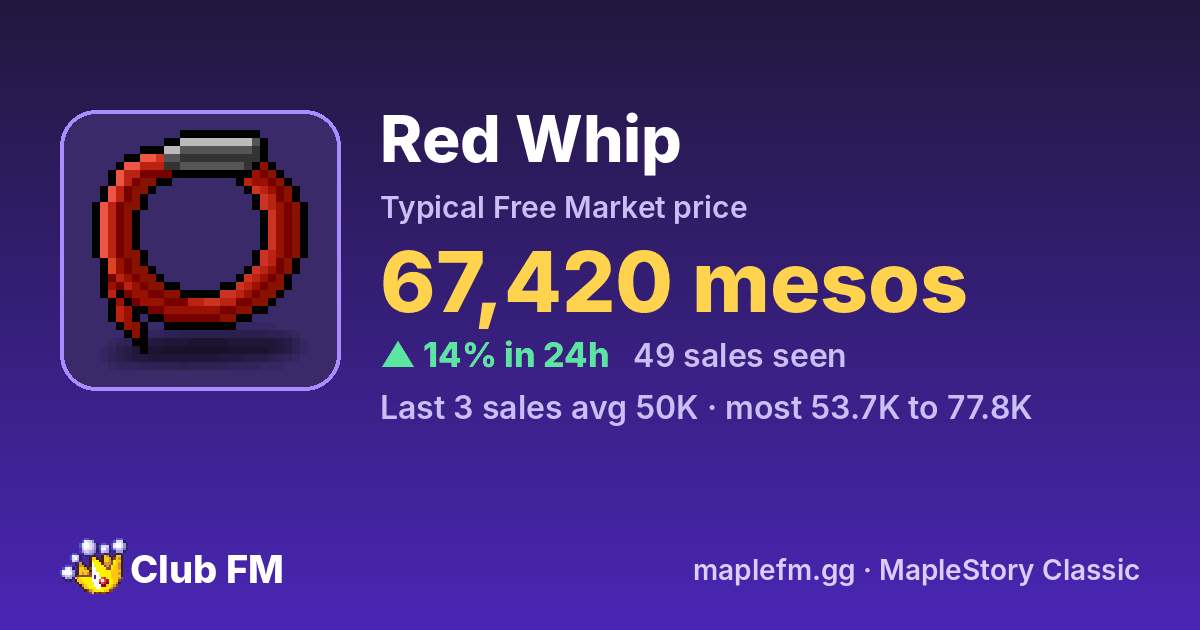 Red Whip
Typical Free Market price
67,420 mesos
▲ 14% in 24h 49 sales seen
Last 3 sales avg 50K · most 53.7K to 77.8K
Club FM
maplefm.gg · MapleStory Classic